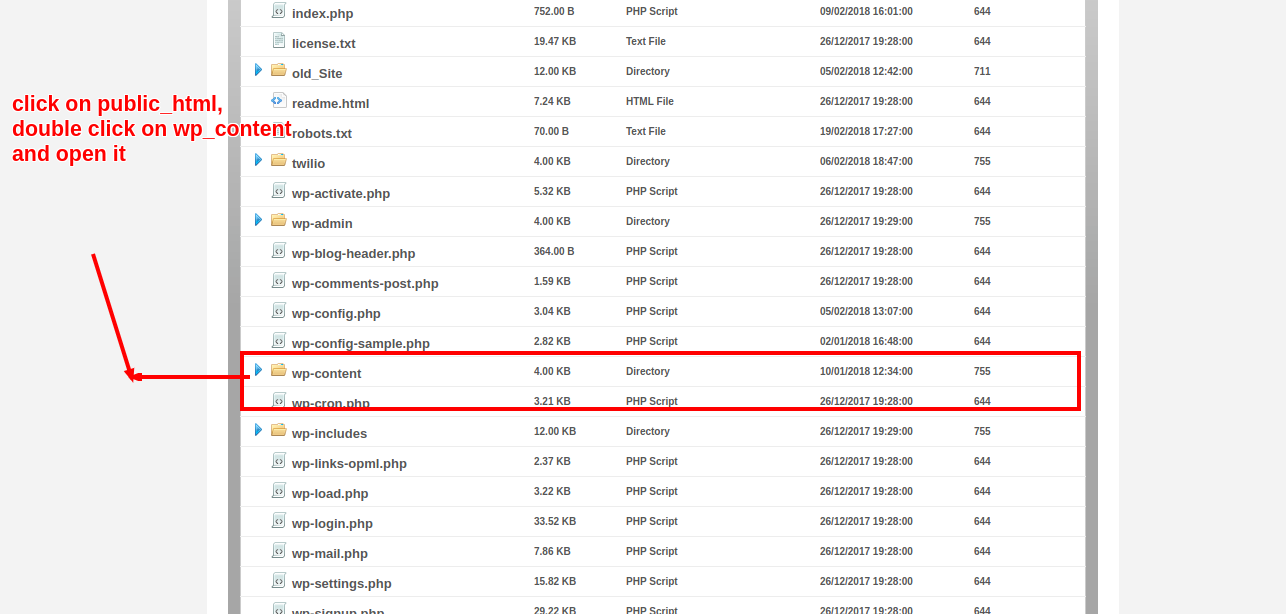 index.php 752.00 B PHP Script 09/02/2018 16:01:00 644
license.txt 19.47 KB Text File 26/12/2017 19:28:00 644
old_Site 12.00 KB Directory 05/02/2018 12:42:00 711
click on public_html,
double click on wp_content
and open it
readme.html 7.24 KB HTML File 26/12/2017 19:28:00 644
robots.txt 70.00 B Text File 19/02/2018 17:27:00 644
twilio 4.00 KB Directory 06/02/2018 18:47:00 755
wp-activate.php 5.32 KB PHP Script 26/12/2017 19:28:00 644
wp-admin 4.00 KB Directory 26/12/2017 19:29:00 755
wp-blog-header.php 364.00 B PHP Script 26/12/2017 19:28:00 644
wp-comments-post.php 1.59 KB PHP Script 26/12/2017 19:28:00 644
wp-config.php 3.04 KB PHP Script 05/02/2018 13:07:00 644
wp-config-sample.php 2.82 KB PHP Script 02/01/2018 16:48:00 644
wp-content 4.00 KB Directory 10/01/2018 12:34:00 755
wp-cron.php 3.21 KB PHP Script 26/12/2017 19:28:00 644
wp-includes 12.00 KB Directory 26/12/2017 19:29:00 755
wp-links-opml.php 2.37 KB PHP Script 26/12/2017 19:28:00 644
wp-load.php 3.22 KB PHP Script 26/12/2017 19:28:00 644
wp-login.php 33.52 KB PHP Script 26/12/2017 19:28:00 644
wp-mail.php 7.86 KB PHP Script 26/12/2017 19:28:00 644
wp-settings.php 15.82 KB PHP Script 26/12/2017 19:28:00 644
wp-signup.php 29.22 KB PHP Script 26/12/2017 19:28:00 644